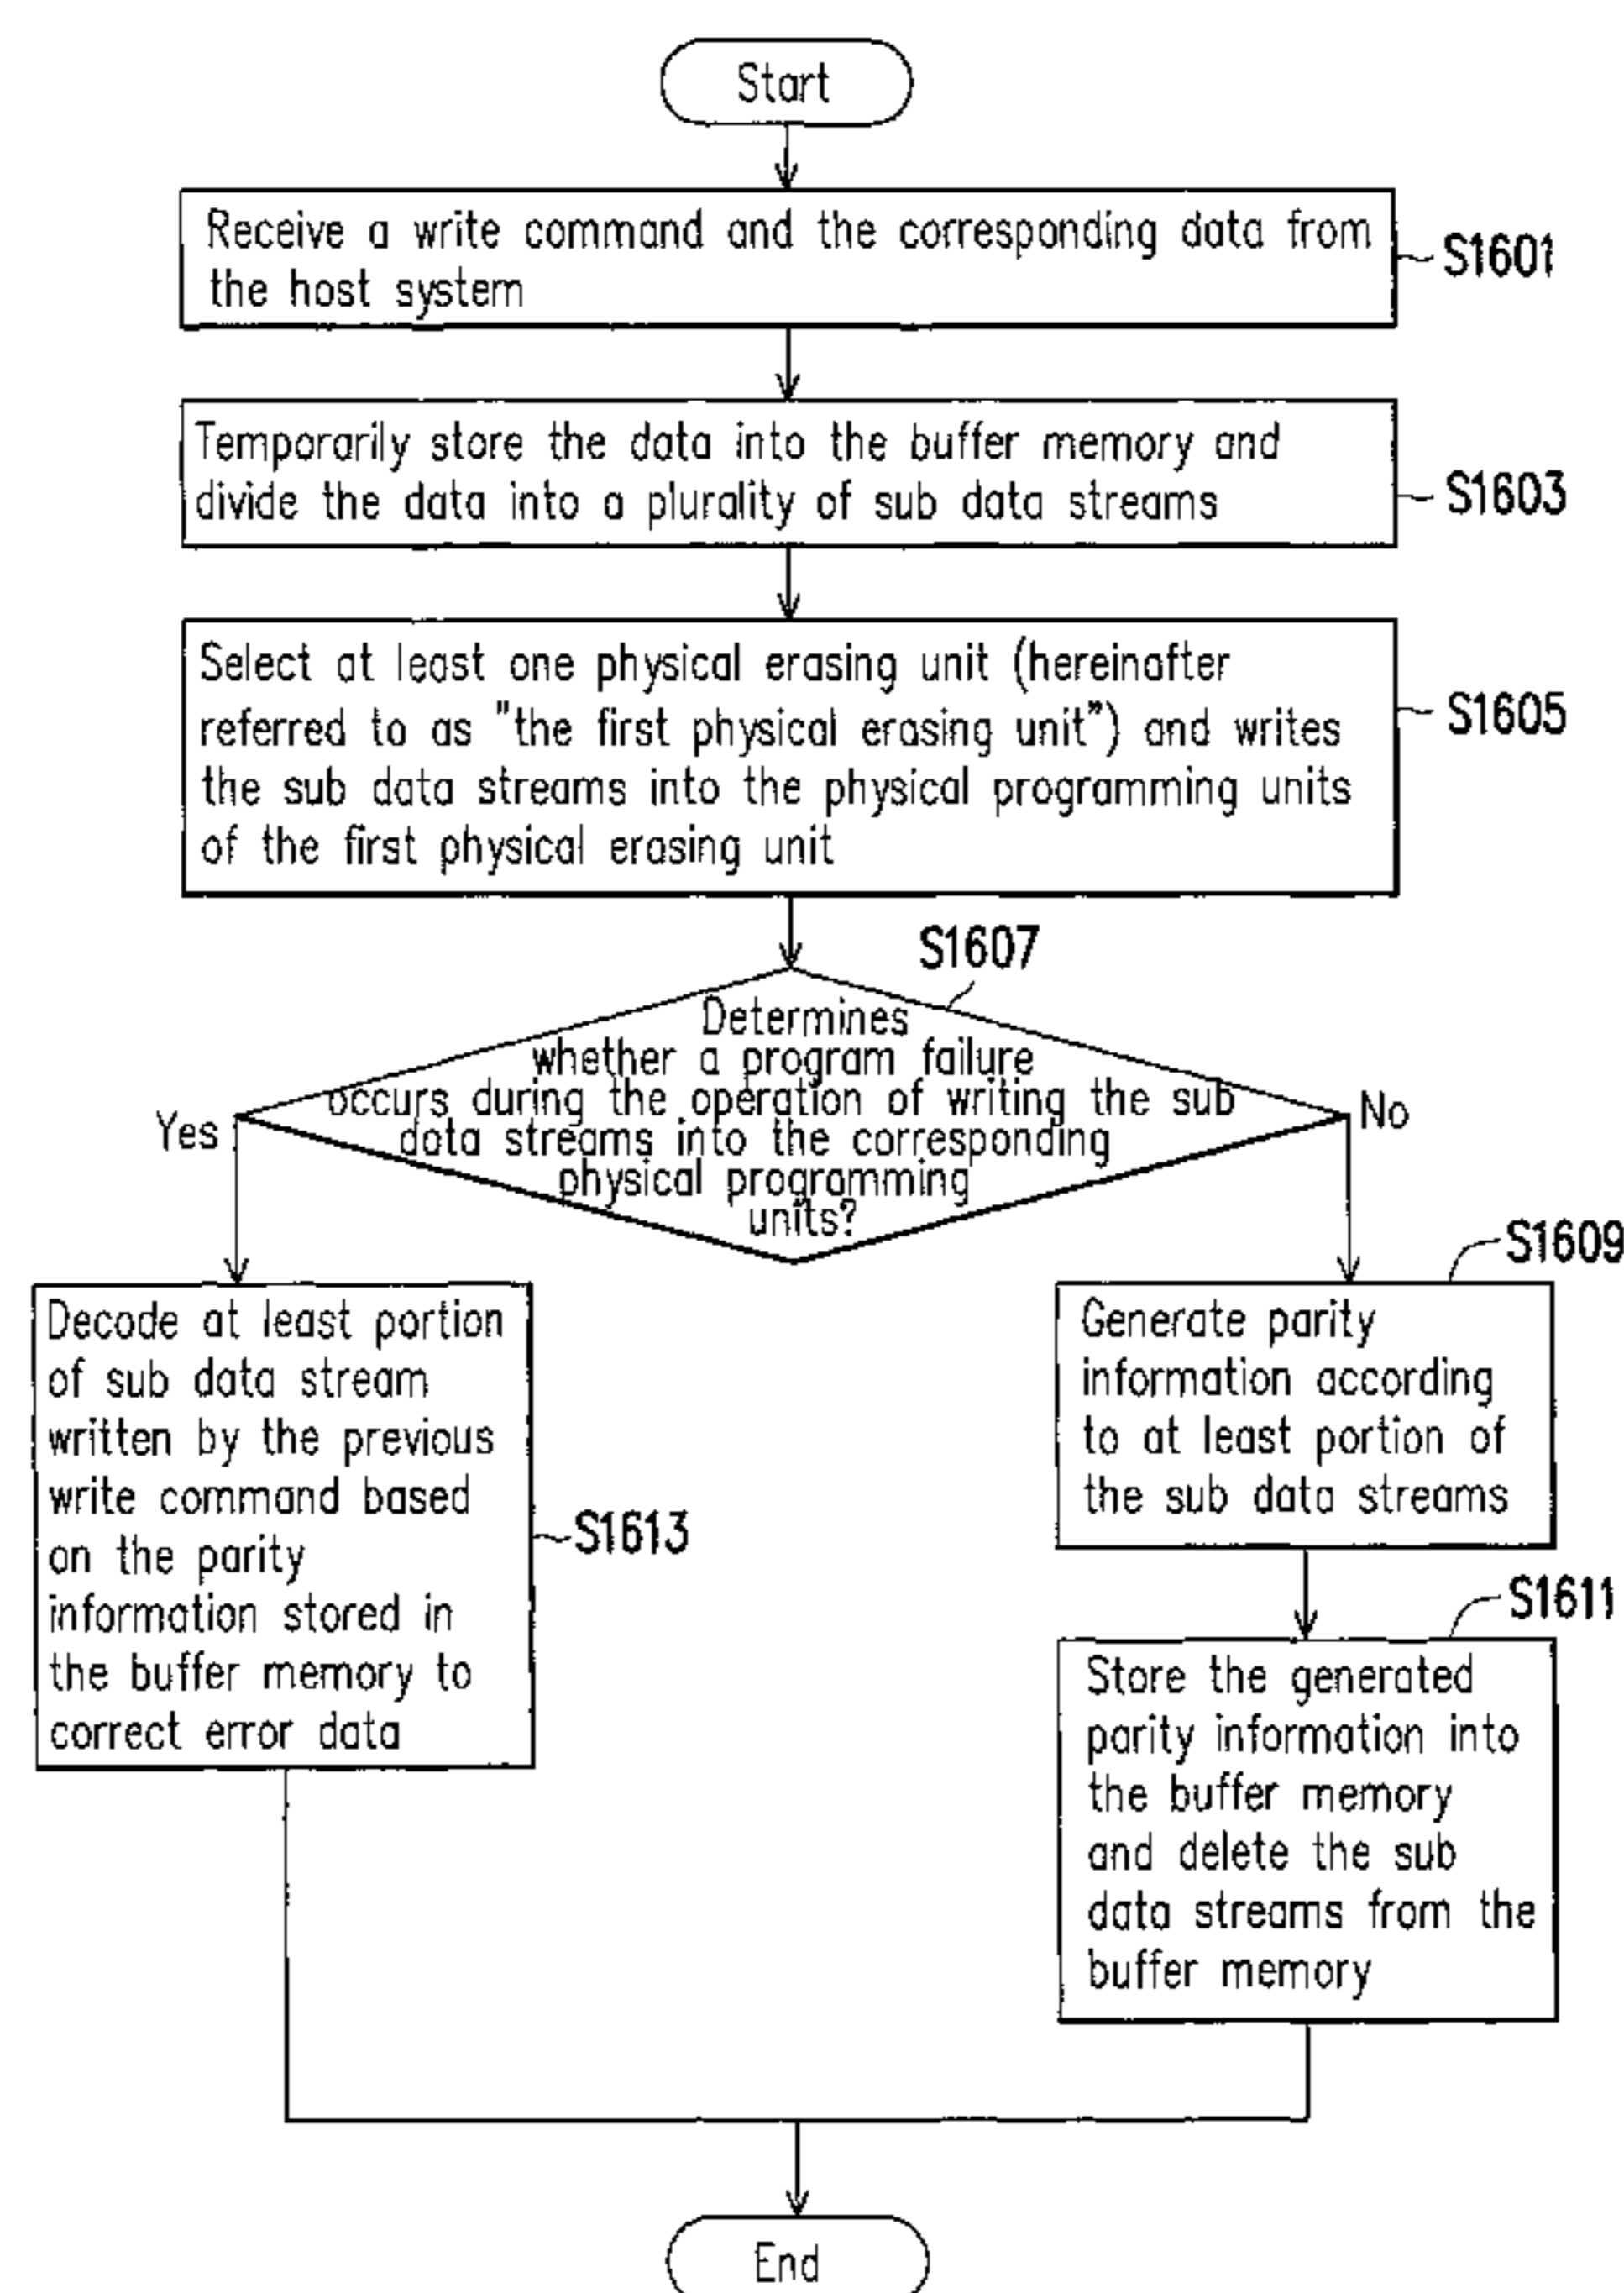 Start
Receive a write command and the corresponding data from
the host system
S1601
Temporarily store the data into the buffer memory and
divide the data into a plurality of sub data streams
S1603
Select at least one physical erasing unit (hereinafter
referred to as "the first physical erasing unit") and writes
the sub data streams into the physical programming units
of the first physical erasing unit
S1605
S1607
Determines
whether a program failure
occurs during the operation of writing the sub
data streams into the corresponding
physical programming
units?
Yes
No
Decode at least portion
of sub data stream
written by the previous
write command based
on the parity
information stored in
the buffer memory to
correct error data
S1613
S1609
Generate parity
information according
to at least portion of
the sub data streams
S1611
Store the generated
parity information into
the buffer memory
and delete the sub
data streams from the
buffer memory
End